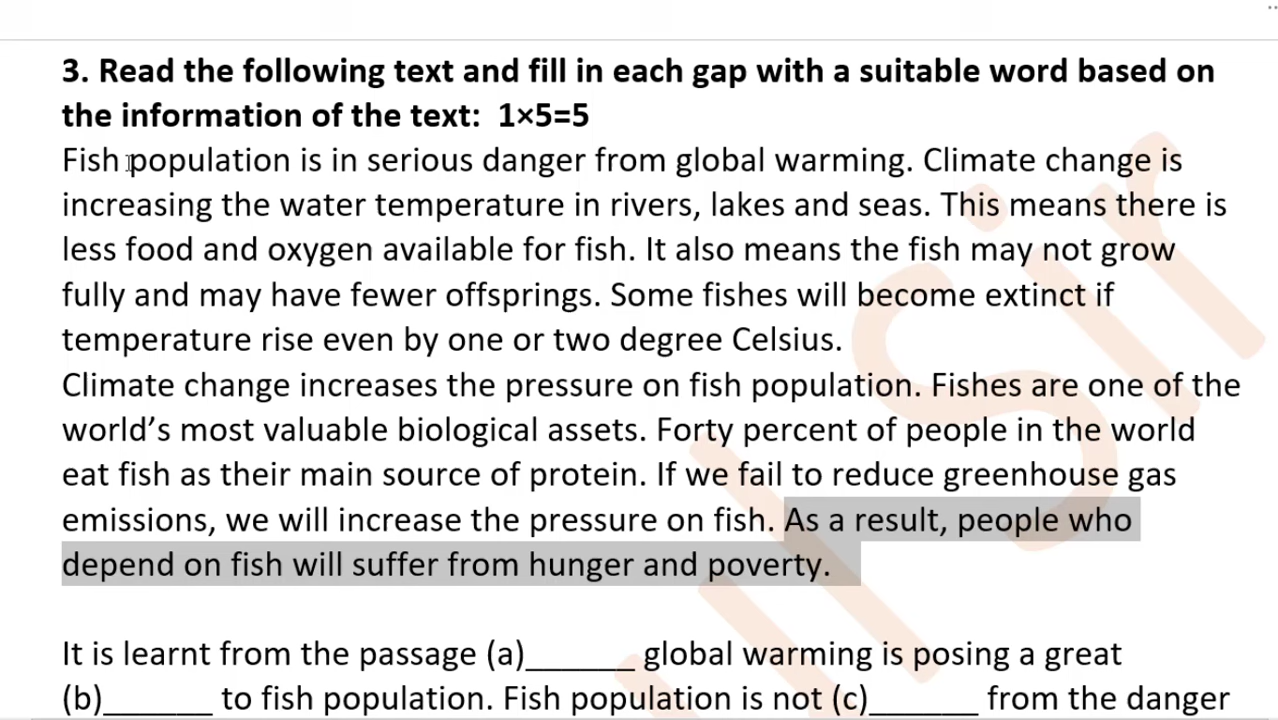 3. Read the following text and fill in each gap with a suitable word based on
the information of the text:  1×5=5
Fish population is in serious danger from global warming. Climate change is
increasing the water temperature in rivers, lakes and seas. This means there is
less food and oxygen available for fish. It also means the fish may not grow
fully and may have fewer offsprings. Some fishes will become extinct if
temperature rise even by one or two degree Celsius.
Climate change increases the pressure on fish population. Fishes are one of the
world’s most valuable biological assets. Forty percent of people in the world
eat fish as their main source of protein. If we fail to reduce greenhouse gas
emissions, we will increase the pressure on fish. As a result, people who
depend on fish will suffer from hunger and poverty.
It is learnt from the passage (a)______ global warming is posing a great
(b)______ to fish population. Fish population is not (c)______ from the danger